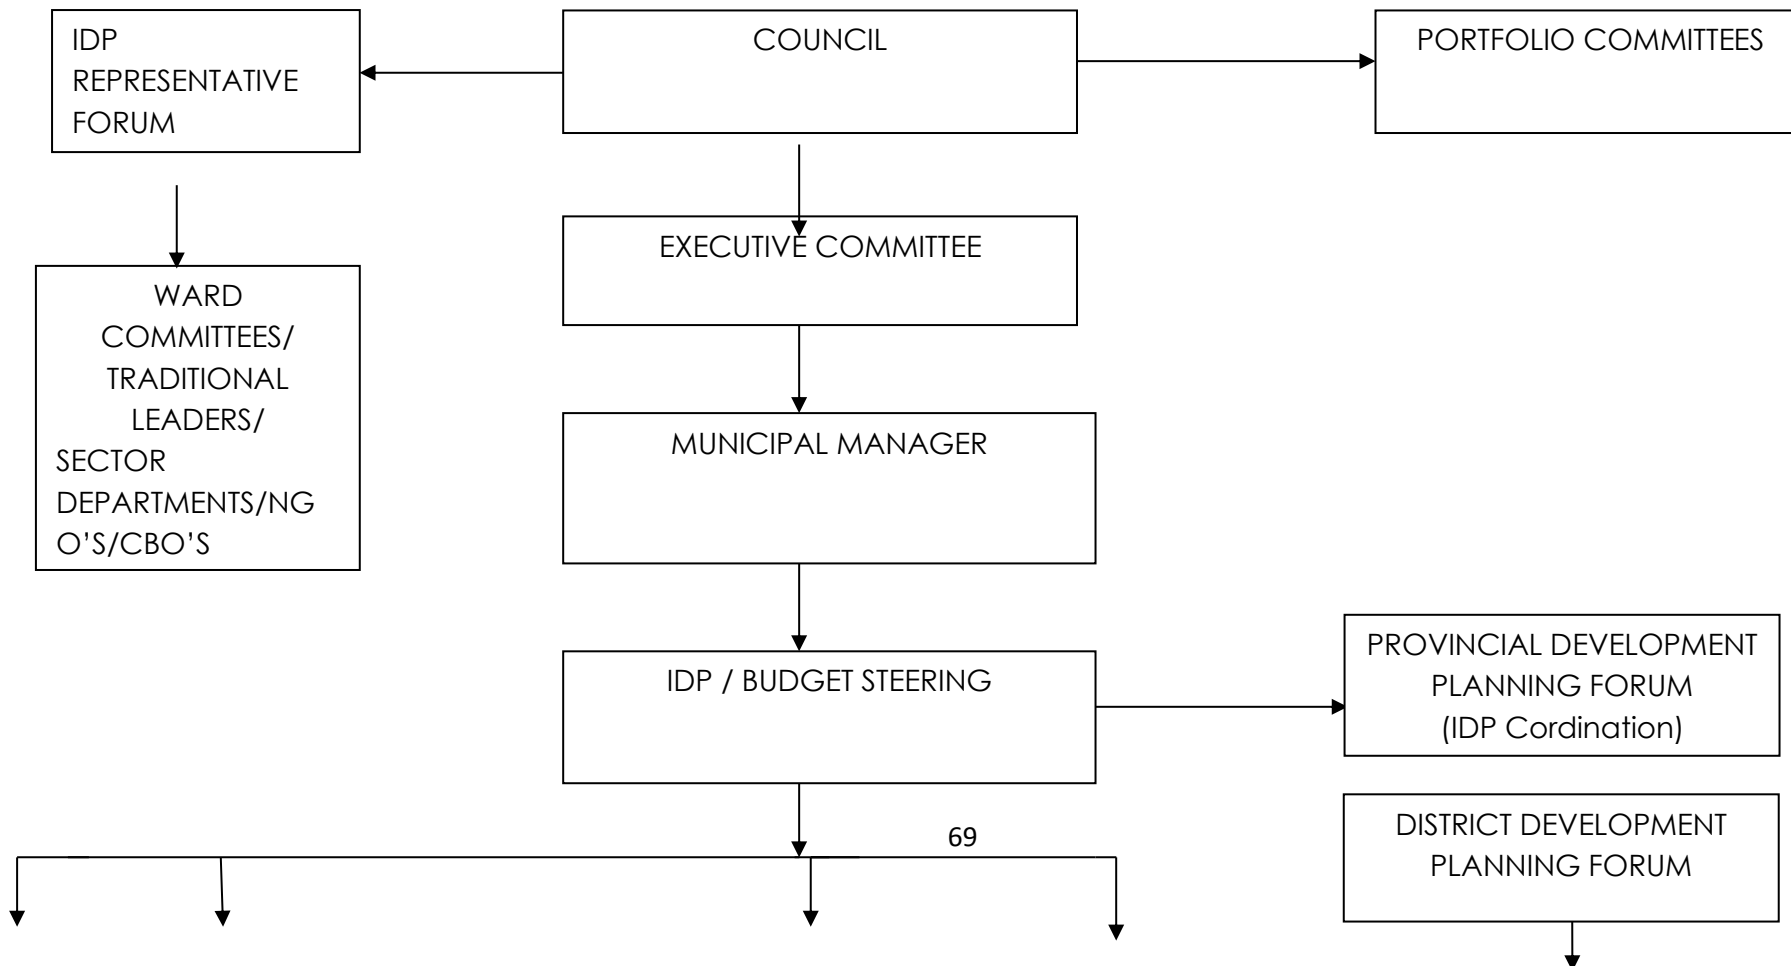 IDP
REPRESENTATIVE
FORUM
COUNCIL
PORTFOLIO COMMITTEES
EXECUTIVE COMMITTEE
WARD
COMMITTEES/
TRADITIONAL
LEADERS/
SECTOR
DEPARTMENTS/NG
O’S/CBO’S
MUNICIPAL MANAGER
IDP / BUDGET STEERING
PROVINCIAL DEVELOPMENT
PLANNING FORUM
(IDP Cordination)
DISTRICT DEVELOPMENT
PLANNING FORUM
69